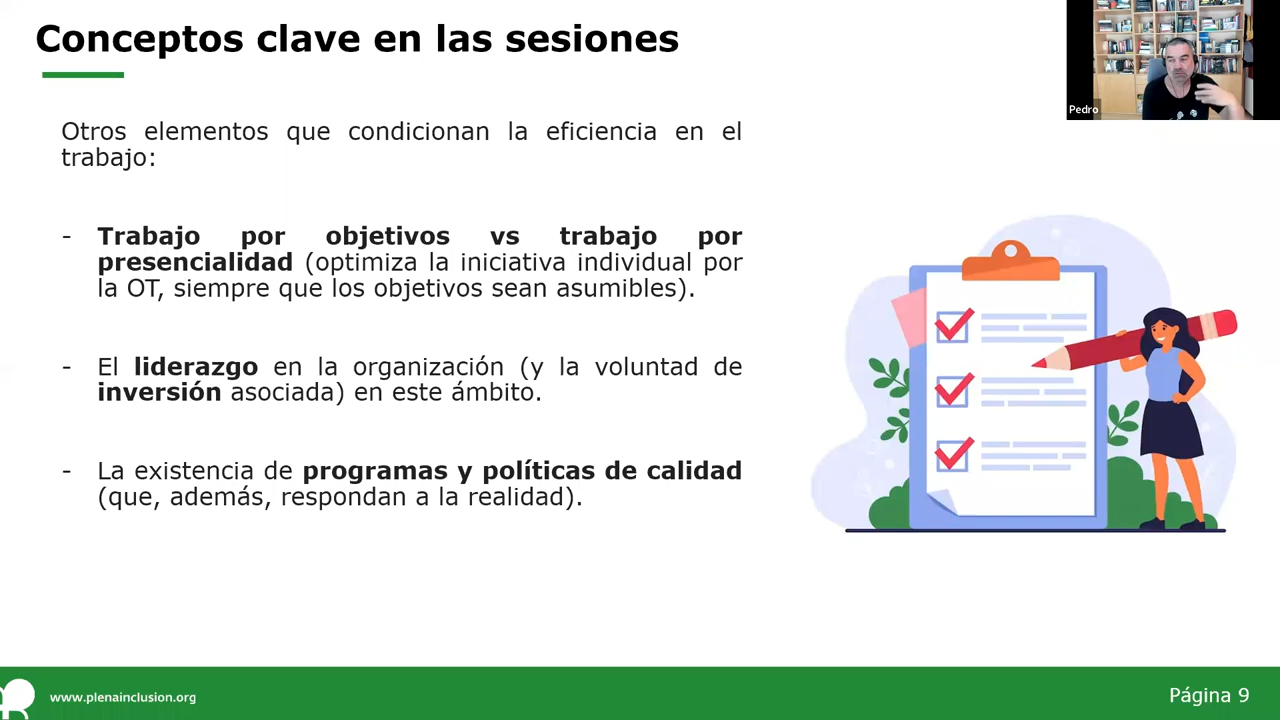 Conceptos clave en las sesiones
Pedro
Otros elementos que condicionan la eficiencia en el
trabajo:
- Trabajo por objetivos vs trabajo por
presencialidad (optimiza la iniciativa individual por
la OT, siempre que los objetivos sean asumibles).
- El liderazgo en la organización (y la voluntad de
inversión asociada) en este ámbito.
- La existencia de programas y políticas de calidad
(que, además, respondan a la realidad).
www.plenainclusion.org
Página 9